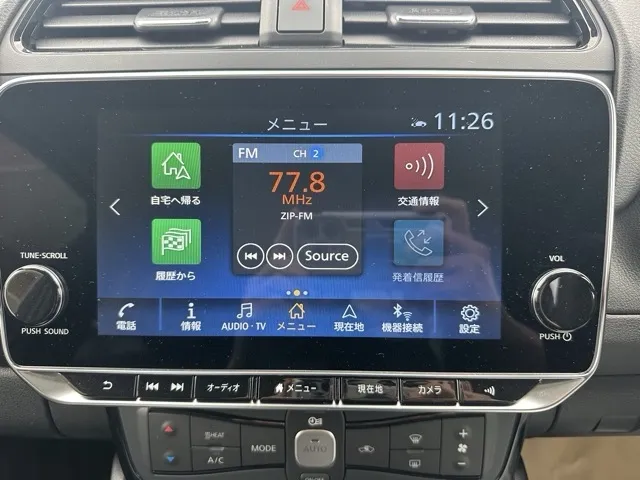 メニュー
11:26
自宅へ帰る
FM CH 2
77.8
MHz
ZIP-FM
交通情報
履歴から
Source
発着信履歴
TUNE·SCROLL
PUSH SOUND
VOL
PUSH
電話
情報
AUDIO・TV
メニュー
現在地
機器接続
設定
オーディオ
メニュー
現在地
カメラ
HEAT
A/C
MODE
AUTO